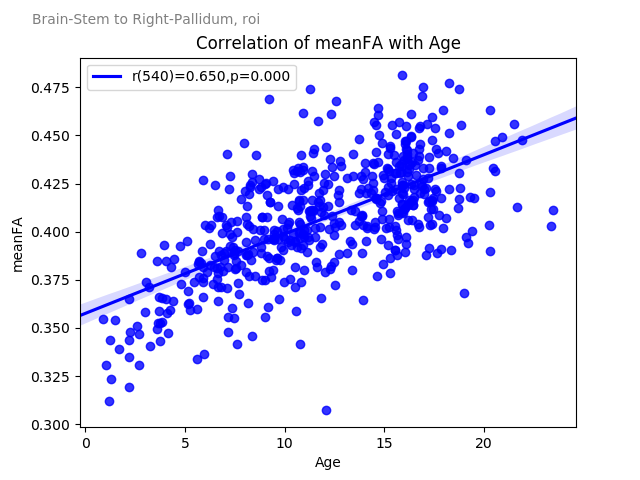 Brain-Stem to Right-Pallidum, roi
Correlation of meanFA with Age
r(540)=0.650,p=0.000
0.475
0.450
0.425
0.400
0.375
0.350
0.325
0.300
meanFA
0 5 10 15 20
Age